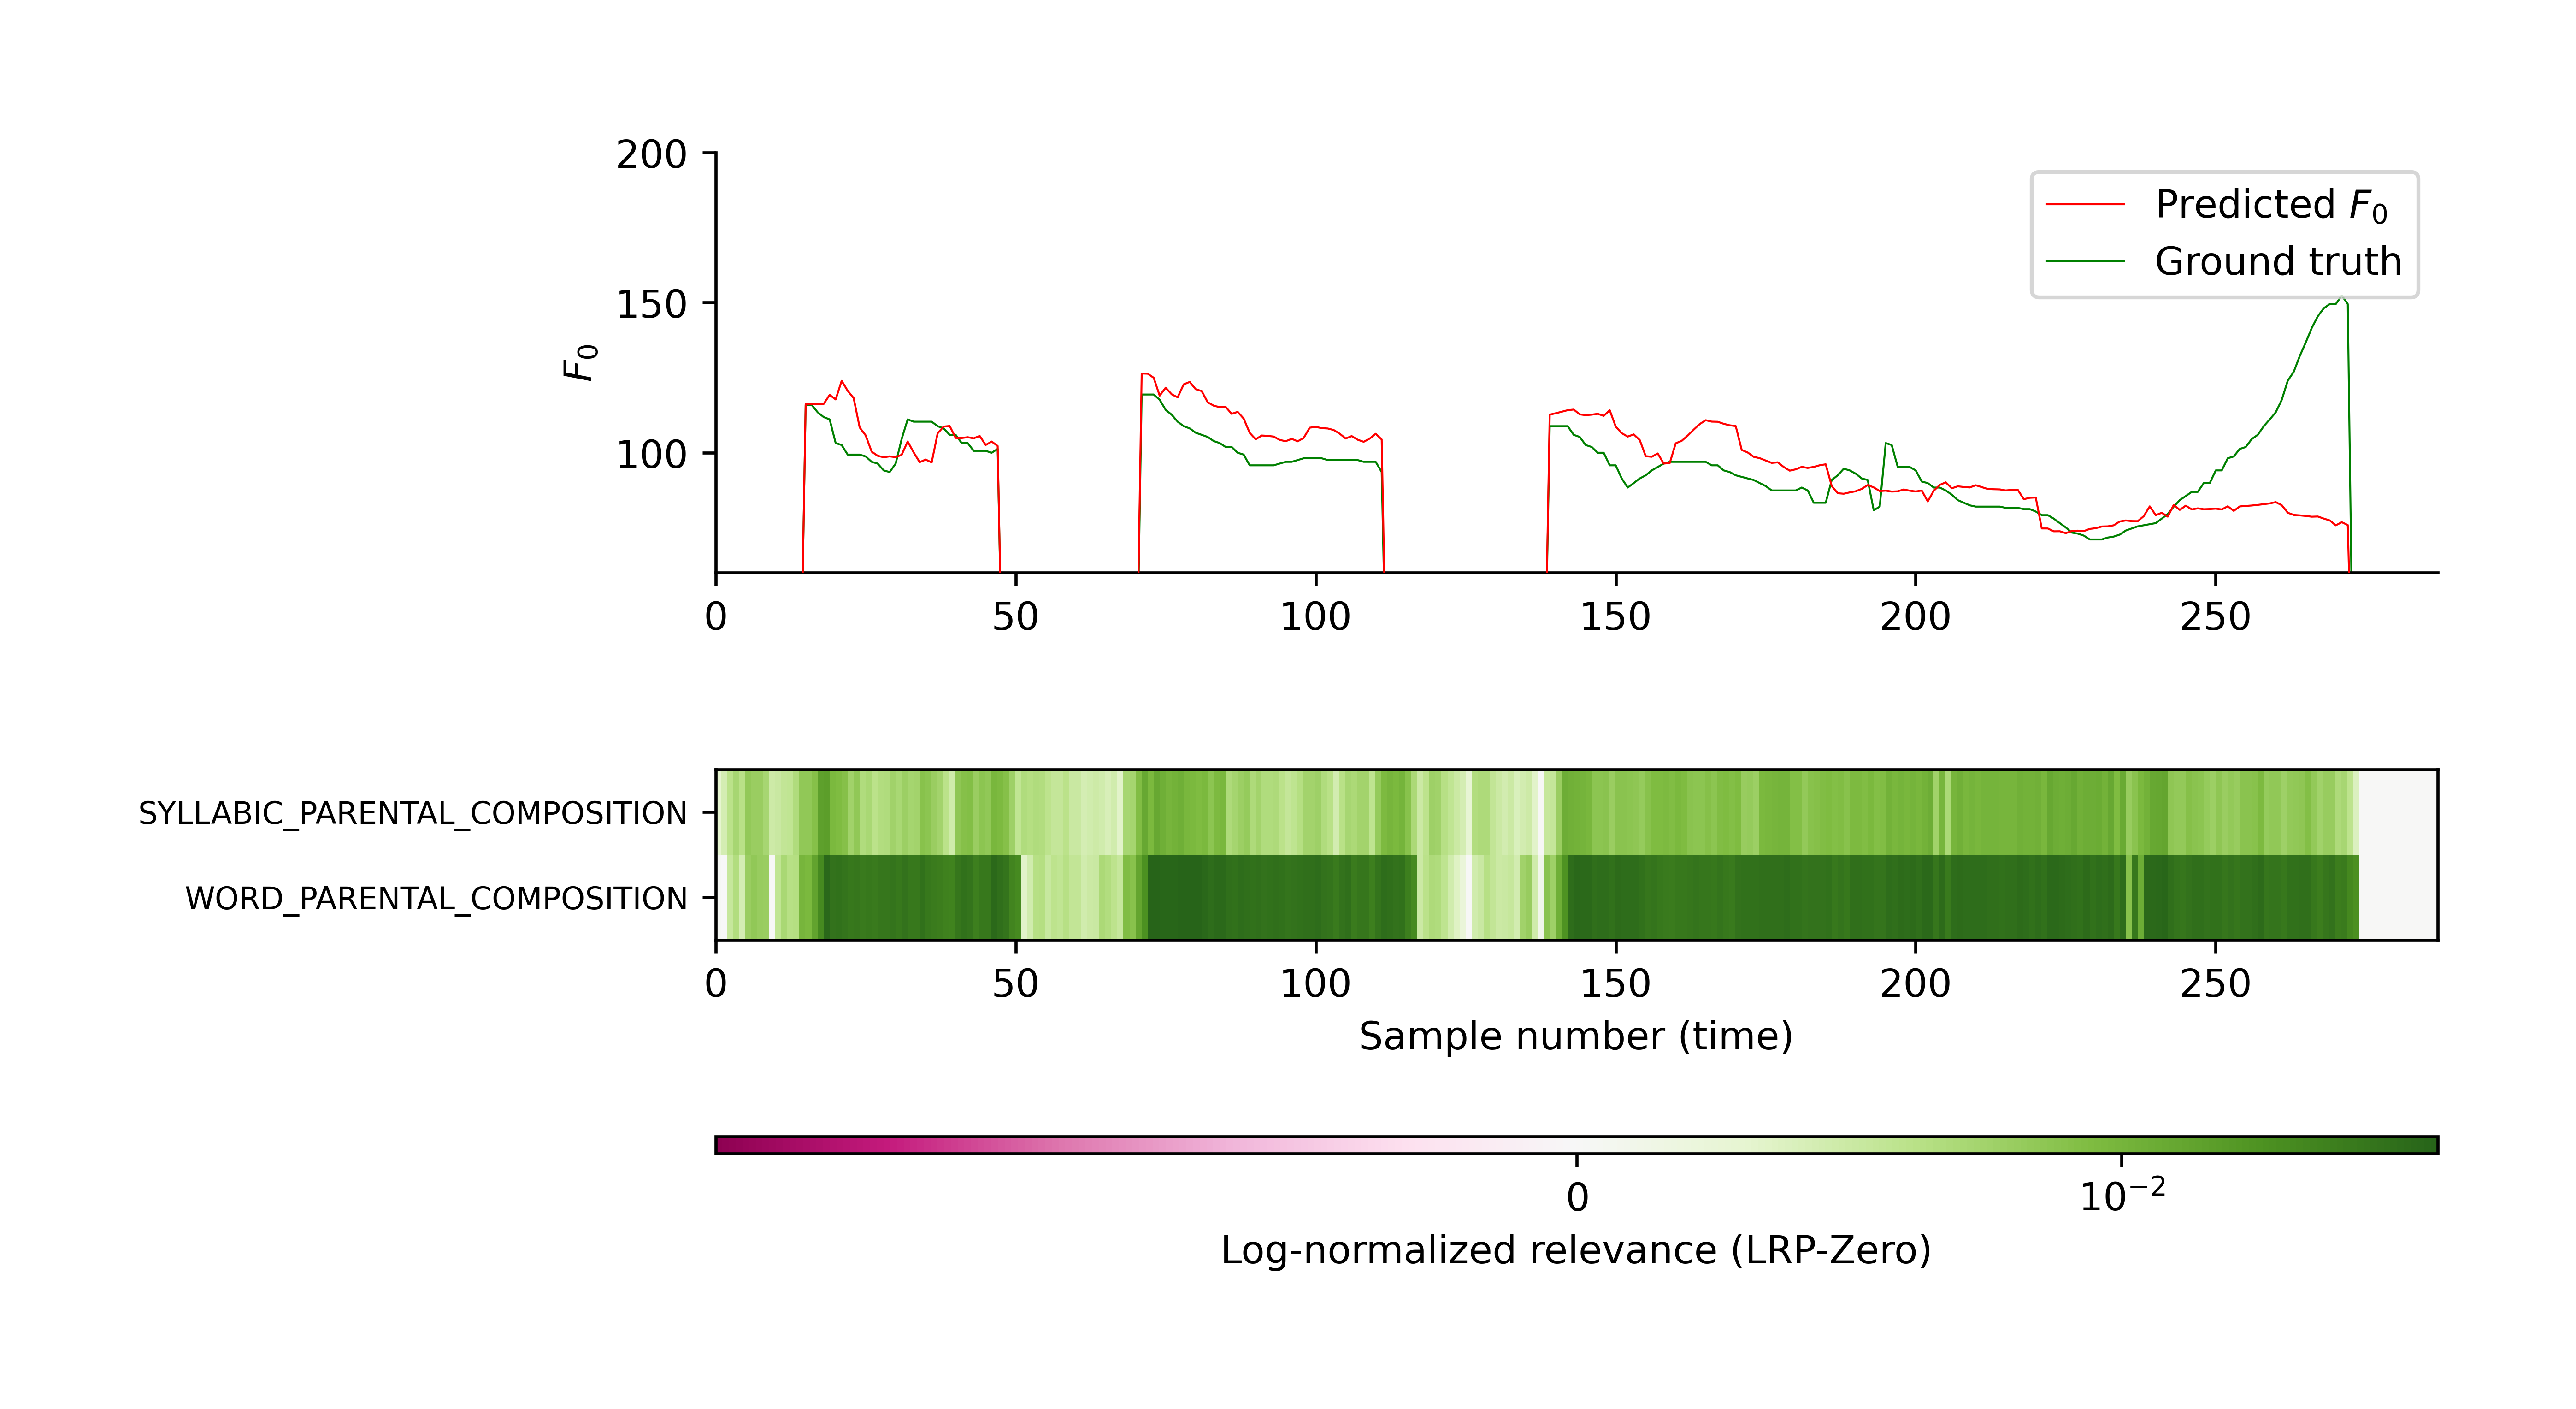 200
150
100
F₀
Predicted F₀
Ground truth
0 50 100 150 200 250
SYLLABIC_PARENTAL_COMPOSITION
WORD_PARENTAL_COMPOSITION
0 50 100 150 200 250
Sample number (time)
0 10⁻²
Log-normalized relevance (LRP-Zero)